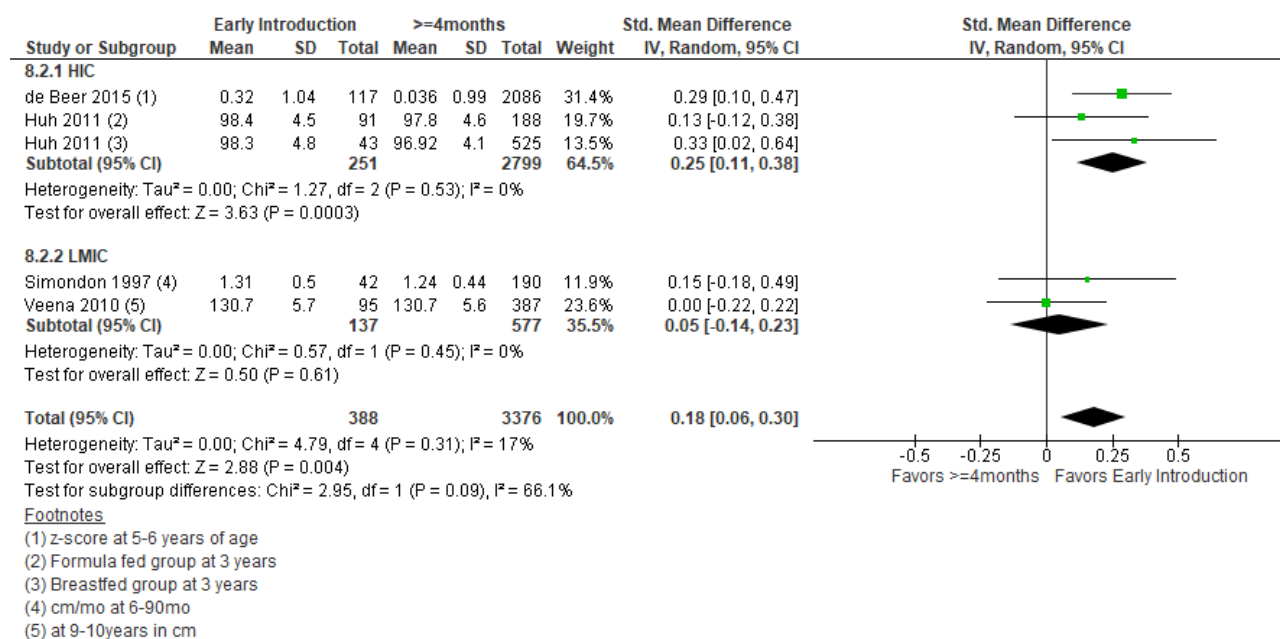 Early Introduction >=4months Std. Mean Difference Std. Mean Difference
Study or Subgroup Mean SD Total Mean SD Total Weight IV, Random, 95% CI IV, Random, 95% CI
8.2.1 HIC
de Beer 2015 (1) 0.32 1.04 117 0.036 0.99 2086 31.4% 0.29 [0.10, 0.47]
Huh 2011 (2) 98.4 4.5 91 97.8 4.6 188 19.7% 0.13 [-0.12, 0.38]
Huh 2011 (3) 98.3 4.8 43 96.92 4.1 525 13.5% 0.33 [0.02, 0.64]
Subtotal (95% CI) 251 2799 64.5% 0.25 [0.11, 0.38]
Heterogeneity: Tau² = 0.00; Chi² = 1.27, df = 2 (P = 0.53); I² = 0%
Test for overall effect: Z = 3.63 (P = 0.0003)
8.2.2 LMIC
Simondon 1997 (4) 1.31 0.5 42 1.24 0.44 190 11.9% 0.15 [-0.18, 0.49]
Veena 2010 (5) 130.7 5.7 95 130.7 5.6 387 23.6% 0.00 [-0.22, 0.22]
Subtotal (95% CI) 137 577 35.5% 0.05 [-0.14, 0.23]
Heterogeneity: Tau² = 0.00; Chi² = 0.57, df = 1 (P = 0.45); I² = 0%
Test for overall effect: Z = 0.50 (P = 0.61)
Total (95% CI) 388 3376 100.0% 0.18 [0.06, 0.30]
Heterogeneity: Tau² = 0.00; Chi² = 4.79, df = 4 (P = 0.31); I² = 17%
Test for overall effect: Z = 2.88 (P = 0.004)
Test for subgroup differences: Chi² = 2.95, df = 1 (P = 0.09), I² = 66.1%
-0.5 -0.25 0 0.25 0.5
Favors >=4months Favors Early Introduction
Footnotes
(1) z-score at 5-6 years of age
(2) Formula fed group at 3 years
(3) Breastfed group at 3 years
(4) cm/mo at 6-90mo
(5) at 9-10years in cm